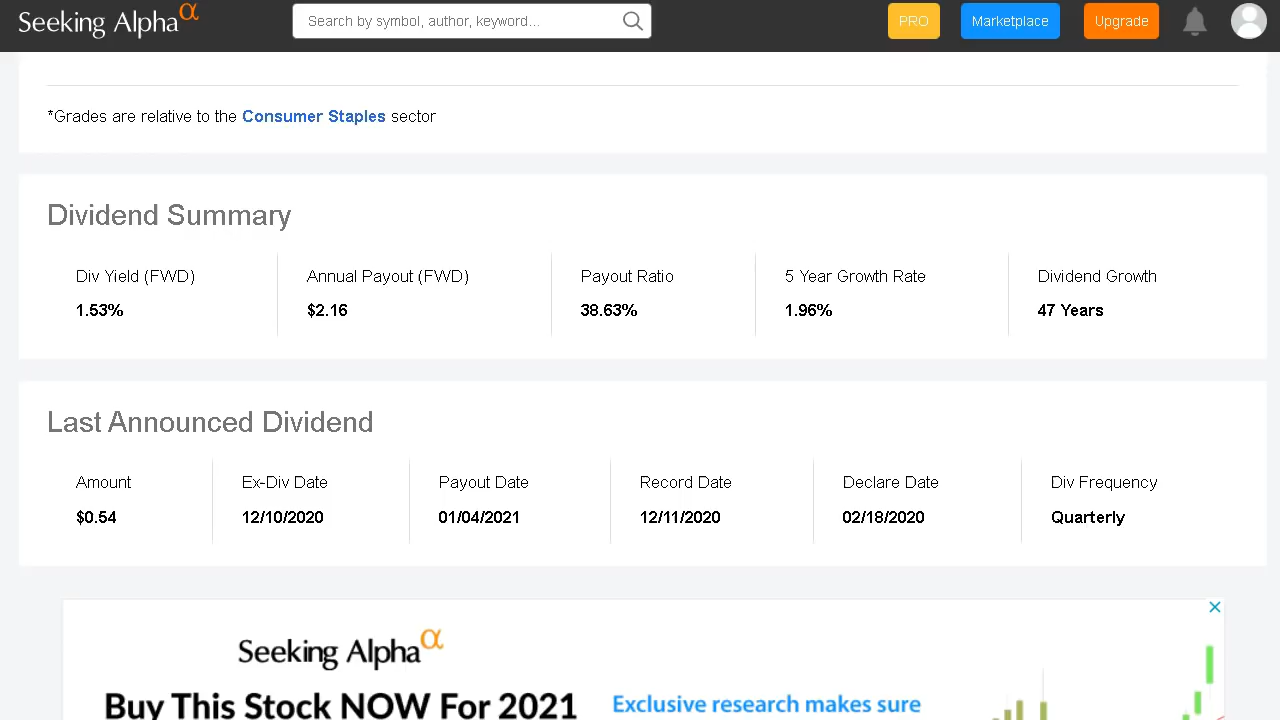 Seeking Alpha α
Search by symbol, author, keyword...
PRO
Marketplace
Upgrade
*Grades are relative to the Consumer Staples sector
Dividend Summary
Div Yield (FWD) Annual Payout (FWD) Payout Ratio 5 Year Growth Rate Dividend Growth
1.53% $2.16 38.63% 1.96% 47 Years
Last Announced Dividend
Amount Ex-Div Date Payout Date Record Date Declare Date Div Frequency
$0.54 12/10/2020 01/04/2021 12/11/2020 02/18/2020 Quarterly
Seeking Alpha α
Buy This Stock NOW For 2021
Exclusive research makes sure